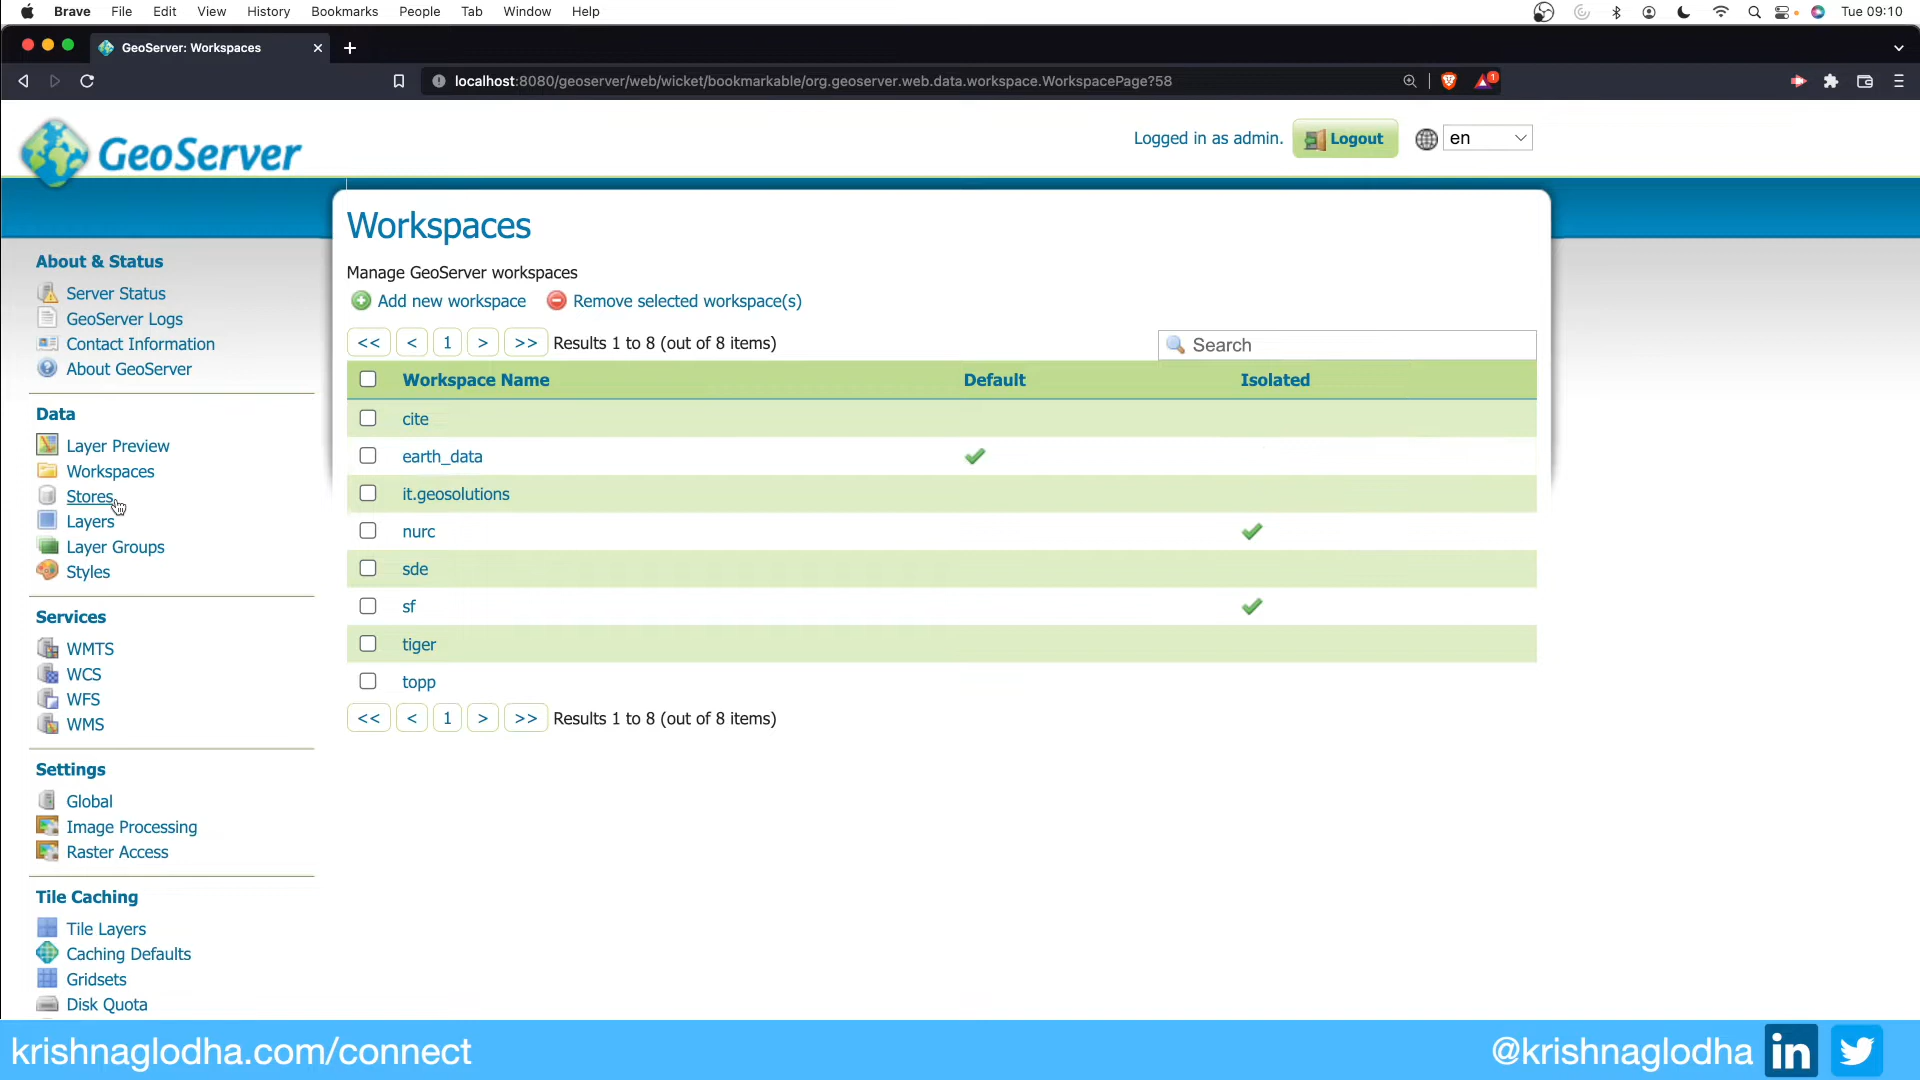 Brave File Edit View History Bookmarks People Tab Window Help Tue 09:10
GeoServer: Workspaces
localhost:8080/geoserver/web/wicket/bookmarkable/org.geoserver.web.data.workspace.WorkspacePage?58
1
GeoServer
Logged in as admin. Logout en
About & Status
Server Status
GeoServer Logs
Contact Information
About GeoServer
Data
Layer Preview
Workspaces
Stores
Layers
Layer Groups
Styles
Services
WMTS
WCS
WFS
WMS
Settings
Global
Image Processing
Raster Access
Tile Caching
Tile Layers
Caching Defaults
Gridsets
Disk Quota
Workspaces
Manage GeoServer workspaces
Add new workspace Remove selected workspace(s)
<< < 1 > >> Results 1 to 8 (out of 8 items) Search
Workspace Name Default Isolated
cite
earth_data
it.geosolutions
nurc
sde
sf
tiger
topp
<< < 1 > >> Results 1 to 8 (out of 8 items)
krishnaglodha.com/connect @krishnaglodha in